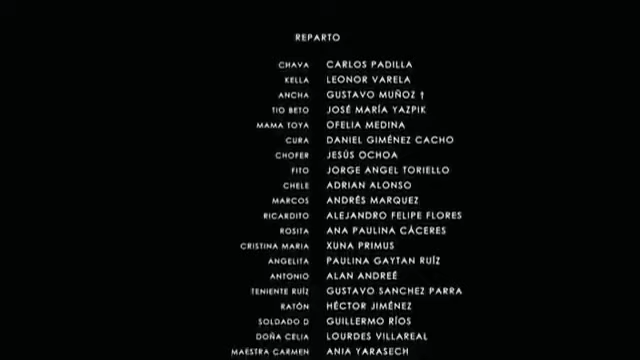 REPARTO
CHAVA CARLOS PADILLA
KELLA LEONOR VARELA
ANCHA GUSTAVO MUÑOZ †
TIO BETO JOSÉ MARÍA YAZPIK
MAMA TOYA OFELIA MEDINA
CURA DANIEL GIMÉNEZ CACHO
CHOFER JESÚS OCHOA
FITO JORGE ANGEL TORIELLO
CHELE ADRIAN ALONSO
MARCOS ANDRÉS MARQUEZ
RICARDITO ALEJANDRO FELIPE FLORES
ROSITA ANA PAULINA CÁCERES
CRISTINA MARIA XUNA PRIMUS
ANGELITA PAULINA GAYTAN RUÍZ
ANTONIO ALAN ANDREÉ
TENIENTE RUÍZ GUSTAVO SANCHEZ PARRA
RATÓN HÉCTOR JIMÉNEZ
SOLDADO D GUILLERMO RÍOS
DOÑA CELIA LOURDES VILLAREAL
MAESTRA CARMEN ANIA YARASECH